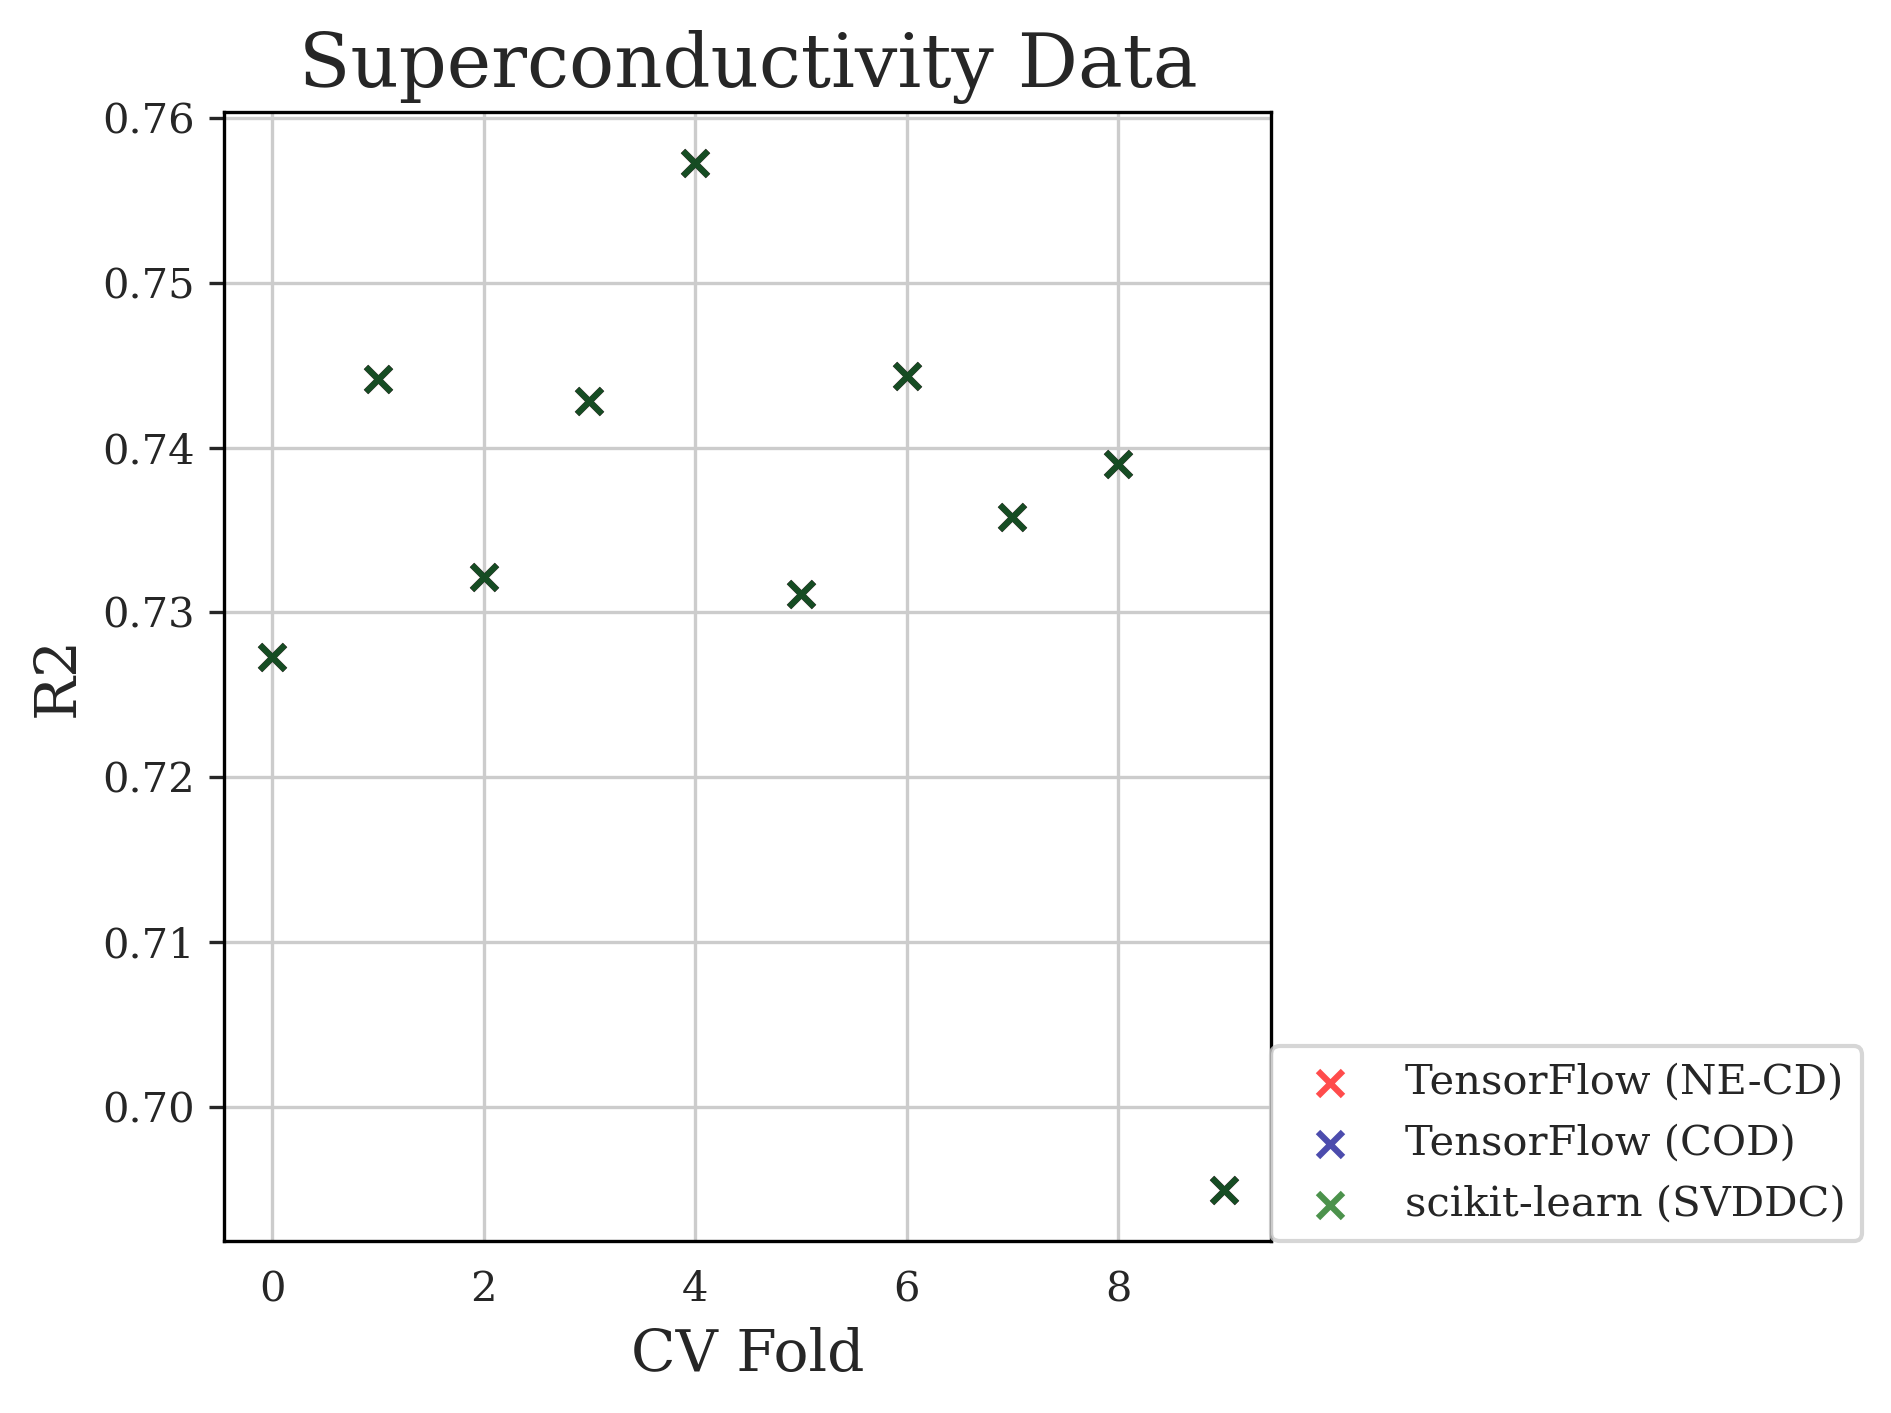 Superconductivity Data
0.76
0.75
0.74
0.73
0.72
0.71
0.70
R2
0 2 4 6 8
CV Fold
TensorFlow (NE-CD)
TensorFlow (COD)
scikit-learn (SVDDC)